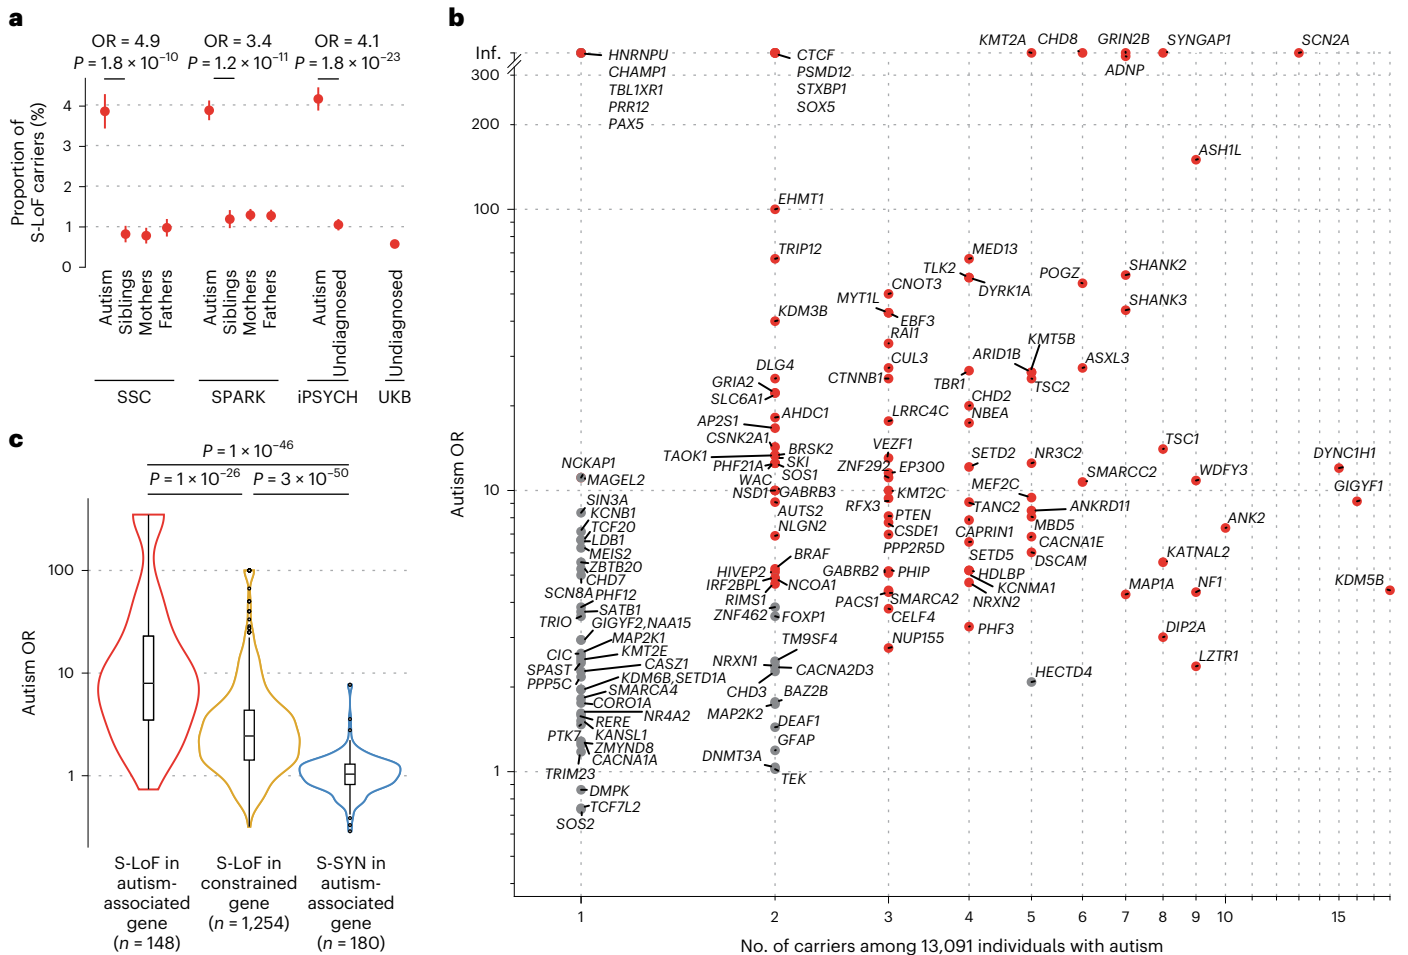 a
OR = 4.9
P = 1.8 × 10−10
OR = 3.4
P = 1.2 × 10−11
OR = 4.1
P = 1.8 × 10−23
Proportion of
S-LoF carriers (%)
4
3
2
1
0
Autism
Siblings
Mothers
Fathers
Autism
Siblings
Mothers
Fathers
Autism
Undiagnosed
Undiagnosed
SSC
SPARK
iPSYCH
UKB
b
Autism OR
Inf.
300
200
100
10
1
HNRNPU
CHAMP1
TBL1XR1
PRR12
PAX5
CTCF
PSMD12
STXBP1
SOX5
KMT2A
CHD8
GRIN2B
ADNP
SYNGAP1
SCN2A
ASH1L
EHMT1
TRIP12
MED13
TLK2
DYRK1A
POGZ
SHANK2
SHANK3
CNOT3
MYT1L
EBF3
KDM3B
RAI1
KMT5B
ARID1B
ASXL3
CUL3
DLG4
CTNNB1
TBR1
TSC2
GRIA2
SLC6A1
CHD2
NBEA
AHDC1
AP2S1
LRRC4C
CSNK2A1
TAOK1
BRSK2
PHF21A
SKI
WAC
SOS1
NSD1
GABRB3
AUTS2
NLGN2
VEZF1
ZNF292
EP300
KMT2C
RFX3
PTEN
CSDE1
PPP2R5D
SETD2
NR3C2
MEF2C
SMARCC2
TSC1
WDFY3
DYNC1H1
GIGYF1
TANC2
ANKRD11
CAPRIN1
MBD5
ANK2
CACNA1E
SETD5
DSCAM
KATNAL2
NCKAP1
MAGEL2
SIN3A
KCNB1
TCF20
LDB1
MEIS2
ZBTB20
CHD7
SCN8A
PHF12
SATB1
TRIO
GIGYF2,NAA15
MAP2K1
CIC
KMT2E
SPAST
CASZ1
PPP5C
KDM6B,SETD1A
SMARCA4
CORO1A
NR4A2
RERE
PTK7
KANSL1
ZMYND8
CACNA1A
TRIM23
DMPK
TCF7L2
SOS2
BRAF
HIVEP2
IRF2BPL
NCOA1
RIMS1
ZNF462
FOXP1
GABRB2
PHIP
PACS1
SMARCA2
CELF4
NUP155
HDLBP
KCNMA1
NRXN2
PHF3
MAP1A
NF1
KDM5B
DIP2A
LZTR1
HECTD4
TM9SF4
NRXN1
CACNA2D3
CHD3
BAZ2B
MAP2K2
DEAF1
GFAP
DNMT3A
TEK
1
2
3
4
5
6
7
8
9
10
15
No. of carriers among 13,091 individuals with autism
c
P = 1 × 10−46
P = 1 × 10−26
P = 3 × 10−50
Autism OR
100
10
1
S-LoF in
autism-
associated
gene
(n = 148)
S-LoF in
constrained
gene
(n = 1,254)
S-SYN in
autism-
associated
gene
(n = 180)